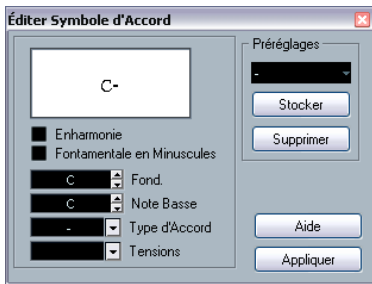 Éditer Symbole d'Accord
C-
Enharmonie
Fontamentale en Minuscules
C Fond.
C Note Basse
- Type d'Accord
Tensions
Préréglages
-
Stocker
Supprimer
Aide
Appliquer